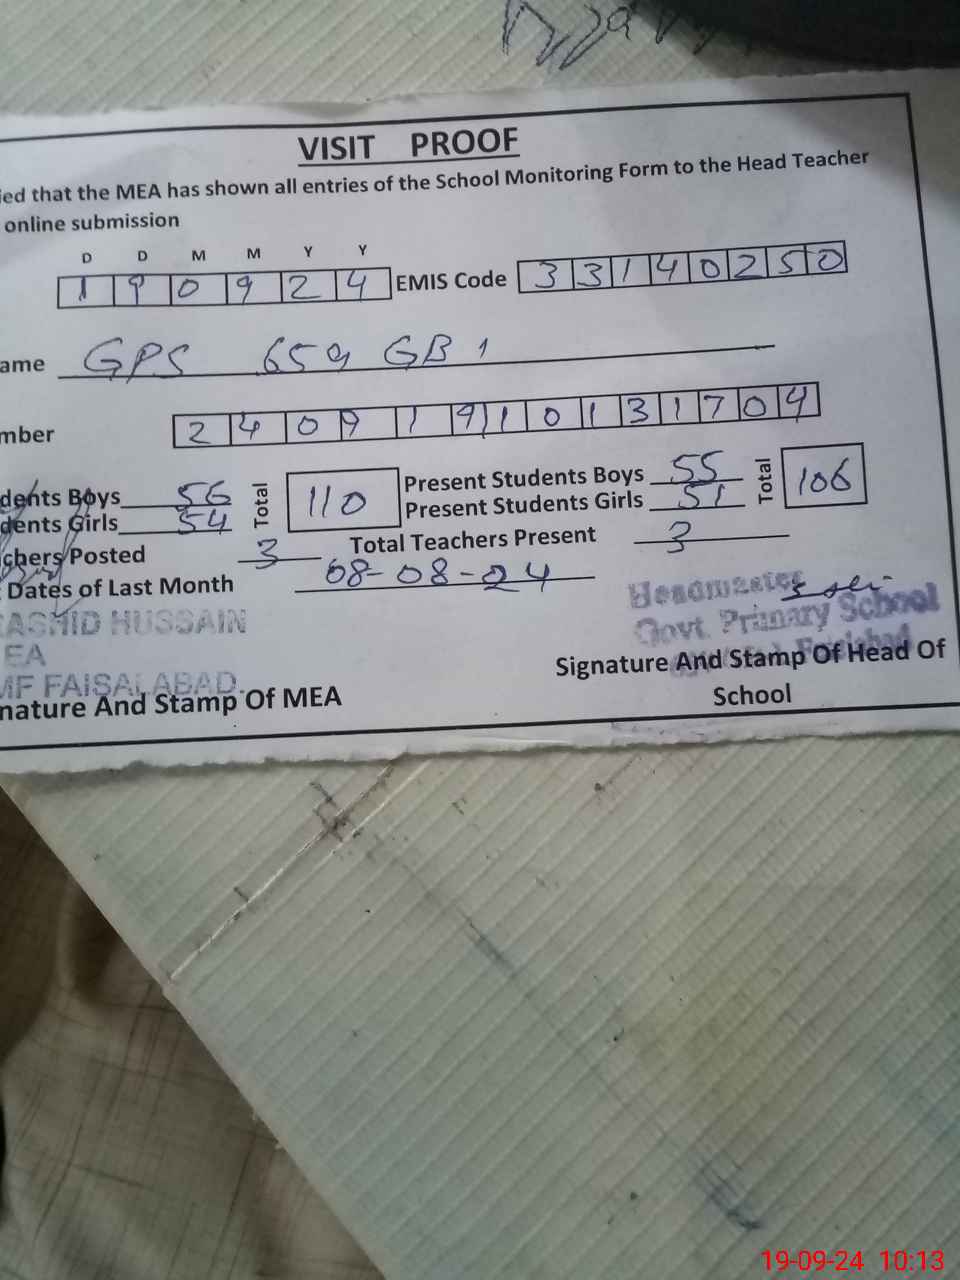 VISIT PROOF
ied that the MEA has shown all entries of the School Monitoring Form to the Head Teacher
online submission
D D M M Y Y
1 9 0 9 2 4 EMIS Code 3 3 1 4 0 2 5 0
ame GPS 659 GB 1
mber 2 4 0 9 1 9 1 0 1 3 1 7 0 4
dents Boys 56 Total 110 Present Students Boys 55 Total 106
dents Girls 54 Present Students Girls 51
chers Posted 3 Total Teachers Present 3
Dates of Last Month 08-08-24
Headmaster
RASHID HUSSAIN Govt Primary School
EA Faisalabad
MF FAISALABAD. Signature And Stamp Of Head Of
nature And Stamp Of MEA School
19-09-24 10:13